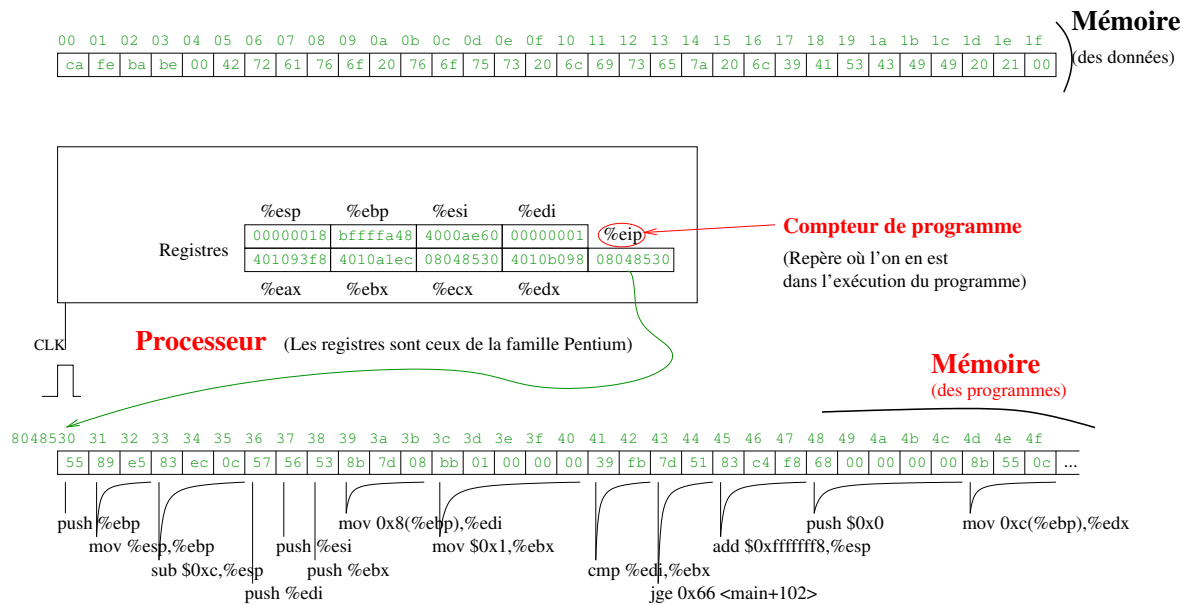 Mémoire
(des données)
00 01 02 03 04 05 06 07 08 09 0a 0b 0c 0d 0e 0f 10 11 12 13 14 15 16 17 18 19 1a 1b 1c 1d 1e 1f
ca fe ba be 00 42 72 61 76 6f 20 76 6f 75 73 20 6c 69 73 65 7a 20 6c 39 41 53 43 49 49 20 21 00
%esp %ebp %esi %edi
Registres
00000018 bffffa48 4000ae60 00000001 %eip
401093f8 4010a1ec 08048530 4010b098 08048530
%eax %ebx %ecx %edx
Compteur de programme
(Repère où l'on en est
dans l'exécution du programme)
CLK
Processeur (Les registres sont ceux de la famille Pentium)
Mémoire
(des programmes)
8048530 31 32 33 34 35 36 37 38 39 3a 3b 3c 3d 3e 3f 40 41 42 43 45 46 47 48 49 4a 4b 4c 4d 4e 4f
55 89 e5 83 ec 0c 57 56 53 8b 7d 08 bb 01 00 00 00 39 fb 7d 51 83 c4 f8 68 00 00 00 00 8b 55 0c ...
push %ebp
mov %esp,%ebp
sub $0xc,%esp
push %edi
push %esi
push %ebx
mov 0x8(%ebp),%edi
mov $0x1,%ebx
cmp %edi,%ebx
jge 0x66 <main+102>
add $0xfffffff8,%esp
push $0x0
mov 0xc(%ebp),%edx